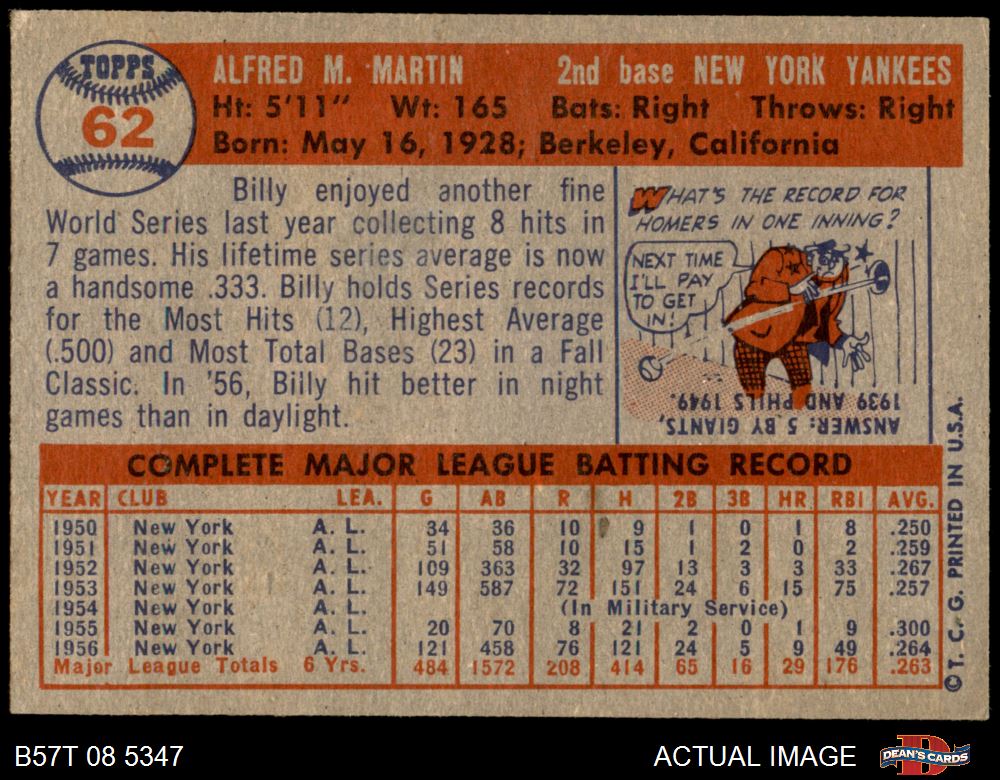 TOPPS
62
ALFRED M. MARTIN 2nd base NEW YORK YANKEES
Ht: 5'11" Wt: 165 Bats: Right Throws: Right
Born: May 16, 1928; Berkeley, California
Billy enjoyed another fine
World Series last year collecting 8 hits in
7 games. His lifetime series average is now
a handsome .333. Billy holds Series records
for the Most Hits (12), Highest Average
(.500) and Most Total Bases (23) in a Fall
Classic. In '56, Billy hit better in night
games than in daylight.
WHAT'S THE RECORD FOR
HOMERS IN ONE INNING?
NEXT TIME
I'LL PAY
TO GET
IN!
ANSWER: 5 BY GIANTS,
1939 AND PHILS 1949.
COMPLETE MAJOR LEAGUE BATTING RECORD
YEAR CLUB LEA. G AB R H 2B 3B HR RBI AVG.
1950 New York A. L. 34 36 10 9 1 0 1 8 .250
1951 New York A. L. 51 58 10 15 1 2 0 2 .259
1952 New York A. L. 109 363 32 97 13 3 3 33 .267
1953 New York A. L. 149 587 72 151 24 6 15 75 .257
1954 New York A. L. (In Military Service)
1955 New York A. L. 20 70 8 21 2 0 1 9 .300
1956 New York A. L. 121 458 76 121 24 5 9 49 .264
Major League Totals 6 Yrs. 484 1572 208 414 65 16 29 176 .263
© T. C. G. PRINTED IN U.S.A.
B57T 08 5347 ACTUAL IMAGE DEAN'S CARDS